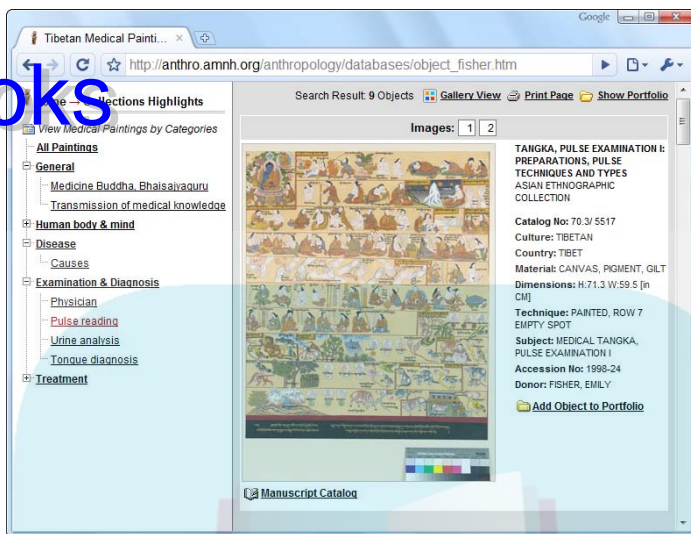 Google
Tibetan Medical Painti...
http://anthro.amnh.org/anthropology/databases/object_fisher.htm
oks
Search Result: 9 Objects Gallery View Print Page Show Portfolio
Collections Highlights
View Medical Paintings by Categories
All Paintings
General
Medicine Buddha, Bhaisajyaguru
Transmission of medical knowledge
Human body & mind
Disease
Causes
Examination & Diagnosis
Physician
Pulse reading
Urine analysis
Tongue diagnosis
Treatment
Images: 1 2
TANGKA, PULSE EXAMINATION I:
PREPARATIONS, PULSE
TECHNIQUES AND TYPES
ASIAN ETHNOGRAPHIC
COLLECTION
Catalog No: 70.3/ 5517
Culture: TIBETAN
Country: TIBET
Material: CANVAS, PIGMENT, GILT
Dimensions: H:71.3 W:59.5 [in
CM]
Technique: PAINTED, ROW 7
EMPTY SPOT
Subject: MEDICAL TANGKA,
PULSE EXAMINATION I
Accession No: 1998-24
Donor: FISHER, EMILY
Add Object to Portfolio
Manuscript Catalog